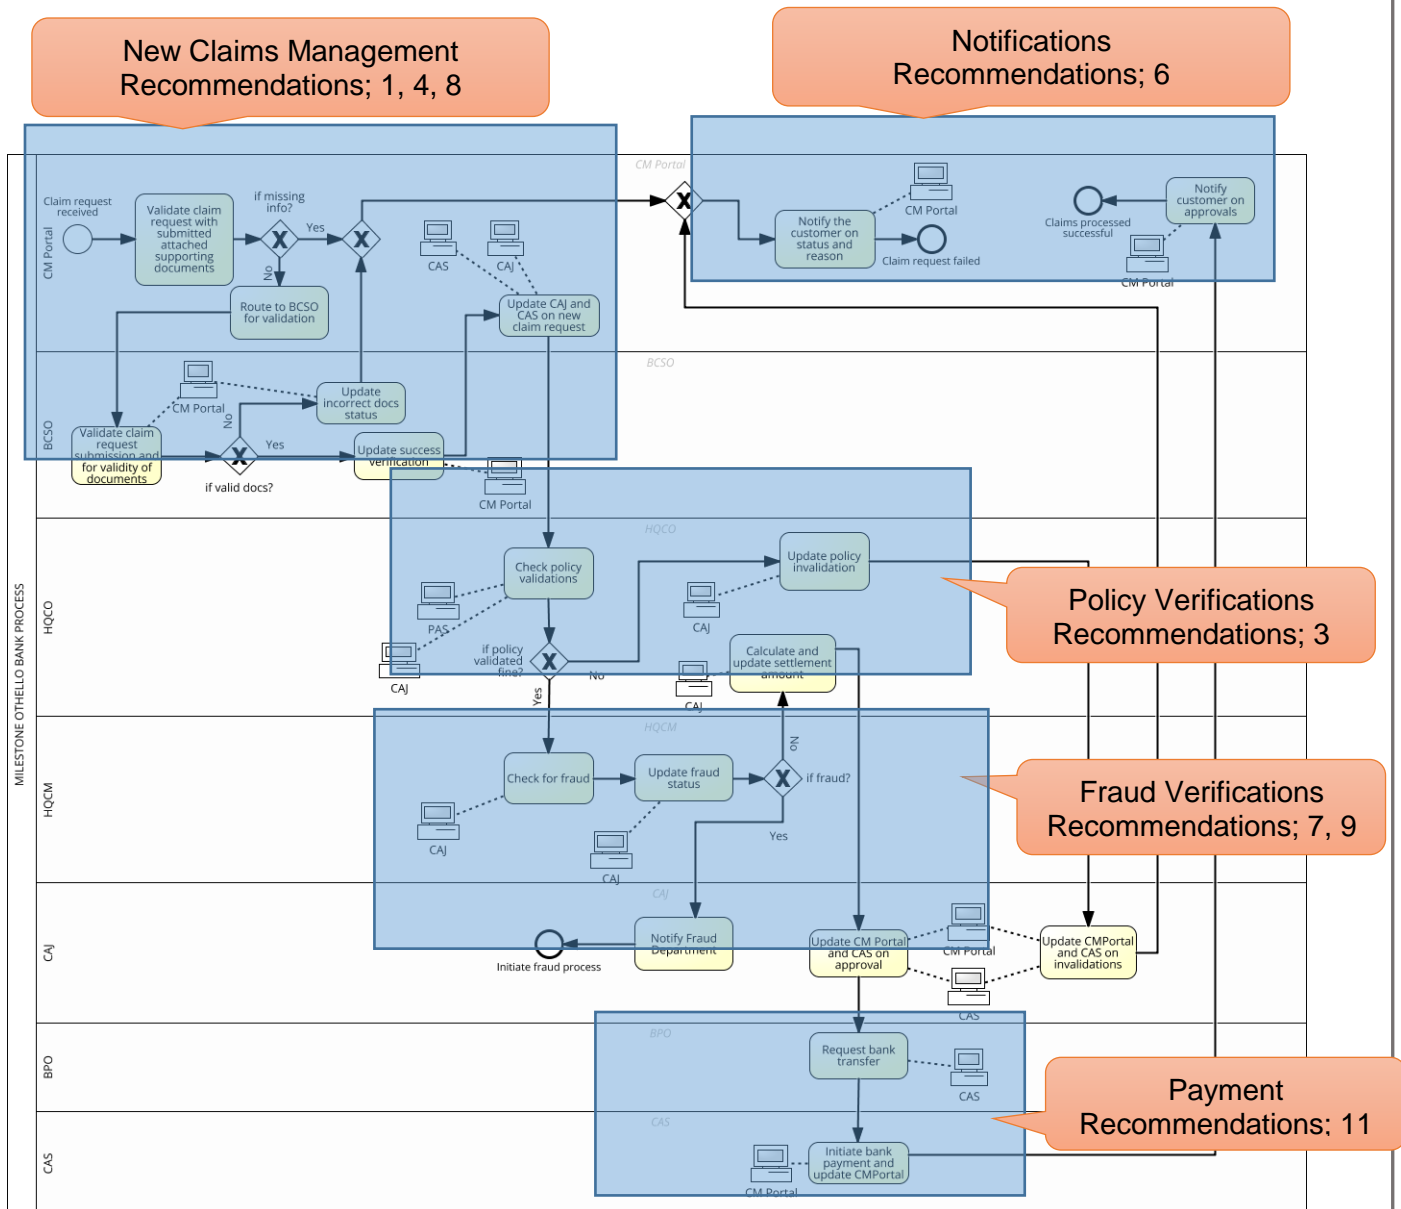 New Claims Management
Recommendations; 1, 4, 8
Notifications
Recommendations; 6
CM Portal
Claim request
received
Validate claim
request with
submitted
attached
supporting
documents
if missing
info?
Yes
No
CAS
CAJ
CM Portal
Notify the
customer on
status and
reason
Claim request failed
Claims processed
successful
Notify
customer on
approvals
CM Portal
CM Portal
Route to BCSO
for validation
Update CAJ and
CAS on new
claim request
BCSO
CM Portal
Update
incorrect docs
status
No
BCSO
Validate claim
request
submission and
for validity of
documents
Yes
if valid docs?
Update success
verification
CM Portal
MILESTONE OTHELLO BANK PROCESS
HQCO
HQCO
Check policy
validations
Update policy
invalidation
PAS
CAJ
CAJ
if policy
validated
fine?
No
Yes
Calculate and
update settlement
amount
CAJ
Policy Verifications
Recommendations; 3
HQCM
HQCM
Check for fraud
Update fraud
status
No
if fraud?
Yes
CAJ
CAJ
Fraud Verifications
Recommendations; 7, 9
CAJ
CAJ
Initiate fraud process
Notify Fraud
Department
Update CM Portal
and CAS on
approval
CM Portal
CAS
Update CMPortal
and CAS on
invalidations
BPO
BPO
Request bank
transfer
CAS
Payment
Recommendations; 11
CAS
CAS
Initiate bank
payment and
update CMPortal
CM Portal